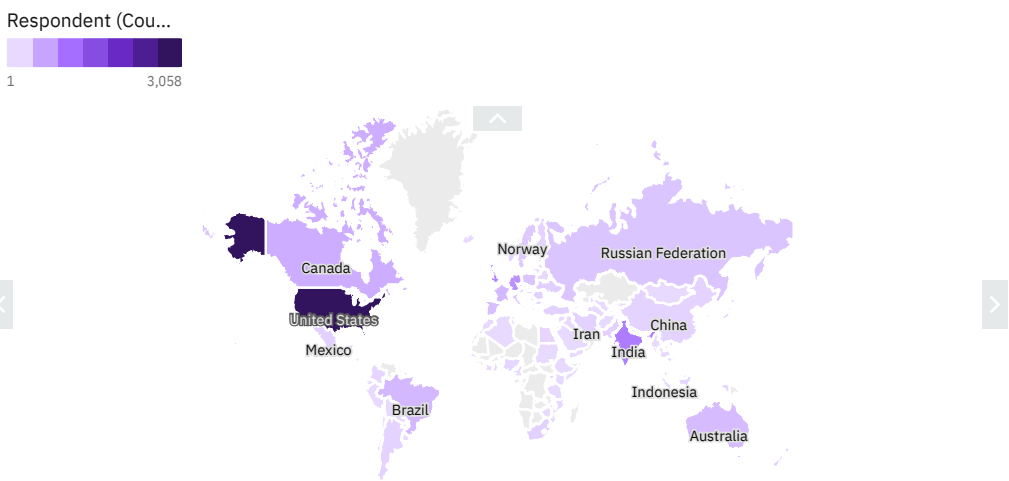 Respondent (Cou...
1
3,058
Norway
Russian Federation
Canada
United States
China
Iran
Mexico
India
Indonesia
Brazil
Australia